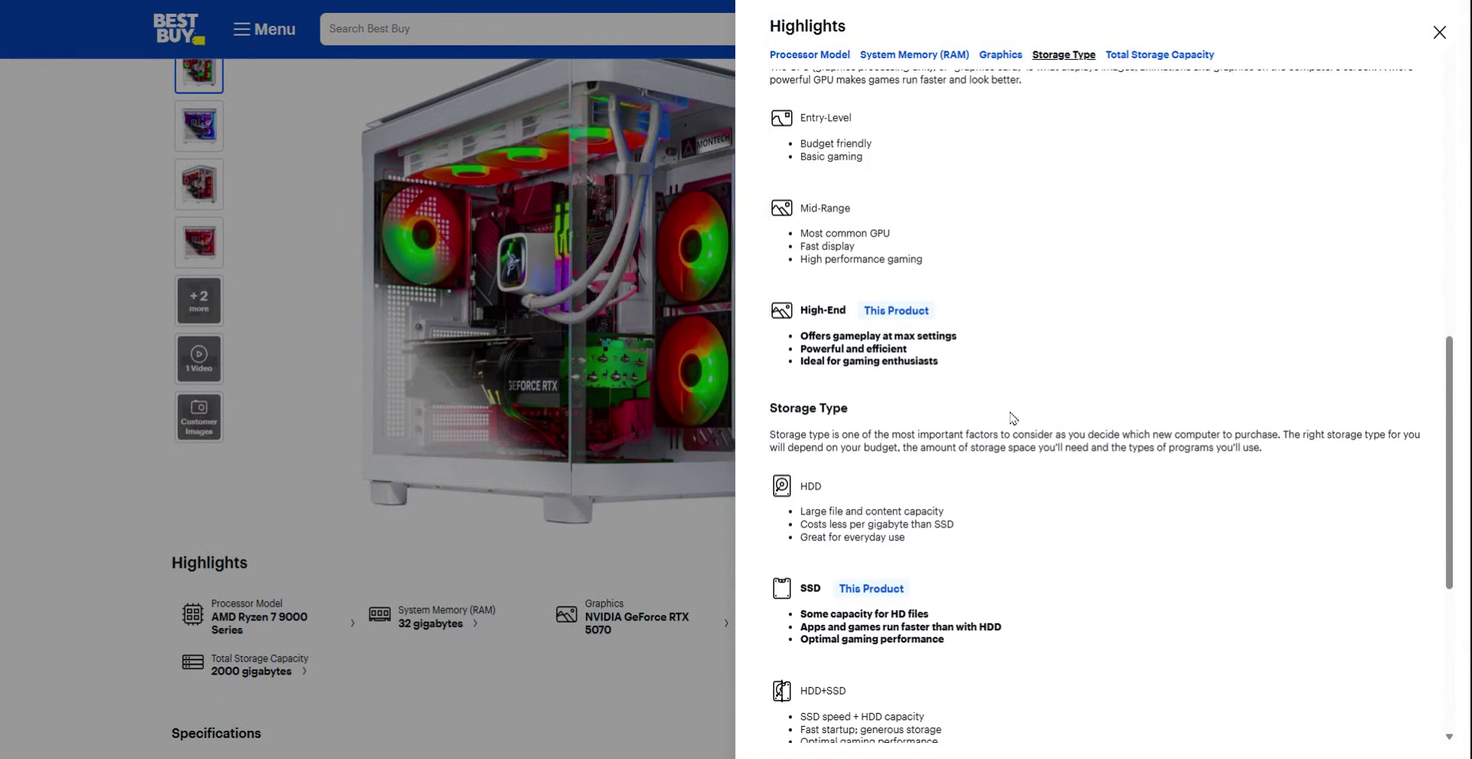 BEST
BUY
Menu
Search Best Buy
+2
more
1 Video
Customer
Images
MONTECH
GEFORCE RTX
Highlights
Processor Model
AMD Ryzen 7 9000
Series
System Memory (RAM)
32 gigabytes
Graphics
NVIDIA GeForce RTX
5070
Total Storage Capacity
2000 gigabytes
Specifications
Highlights
Processor Model System Memory (RAM) Graphics Storage Type Total Storage Capacity
powerful GPU makes games run faster and look better.
Entry-Level
• Budget friendly
• Basic gaming
Mid-Range
• Most common GPU
• Fast display
• High performance gaming
High-End This Product
• Offers gameplay at max settings
• Powerful and efficient
• Ideal for gaming enthusiasts
Storage Type
Storage type is one of the most important factors to consider as you decide which new computer to purchase. The right storage type for you
will depend on your budget, the amount of storage space you'll need and the types of programs you'll use.
HDD
• Large file and content capacity
• Costs less per gigabyte than SSD
• Great for everyday use
SSD This Product
• Some capacity for HD files
• Apps and games run faster than with HDD
• Optimal gaming performance
HDD+SSD
• SSD speed + HDD capacity
• Fast startup; generous storage
• Optimal gaming performance